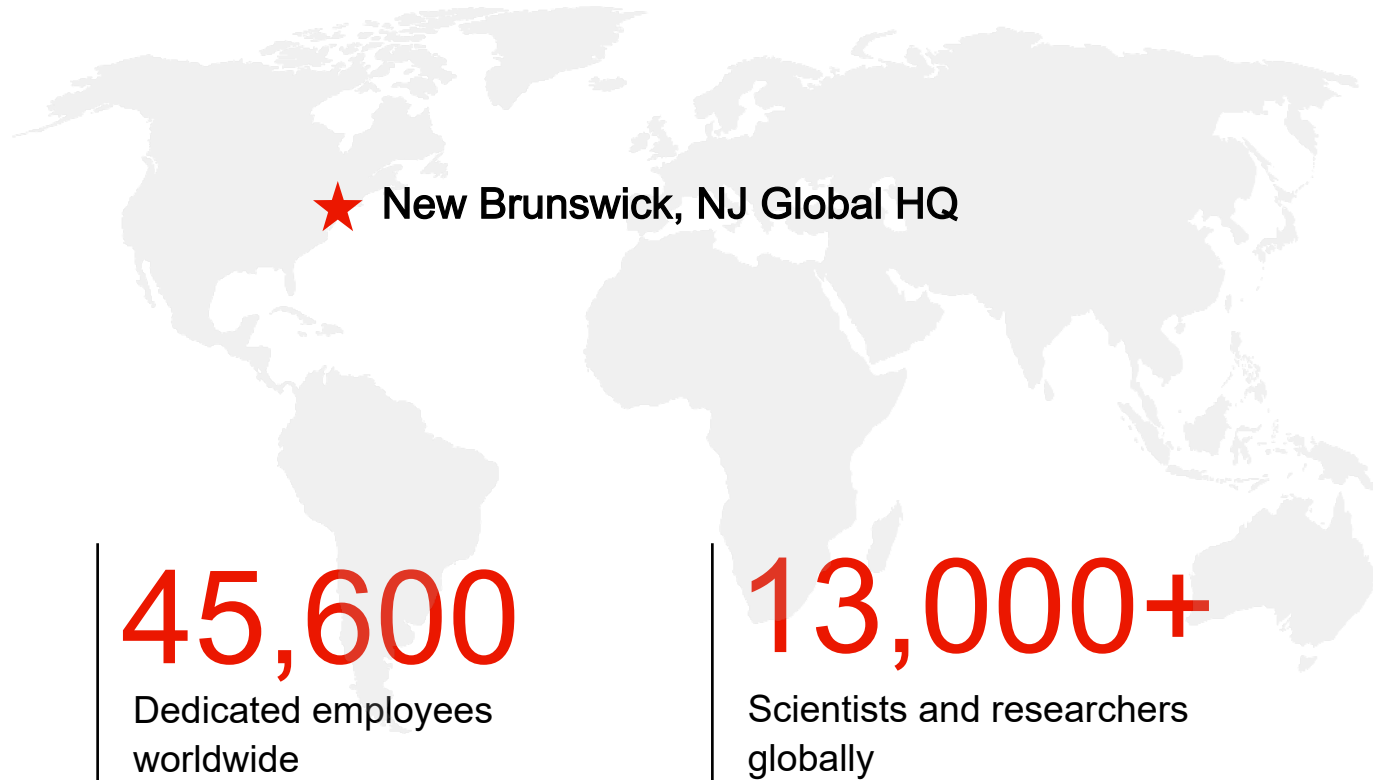 New Brunswick, NJ Global HQ
45,600
Dedicated employees
worldwide
13,000+
Scientists and researchers
globally